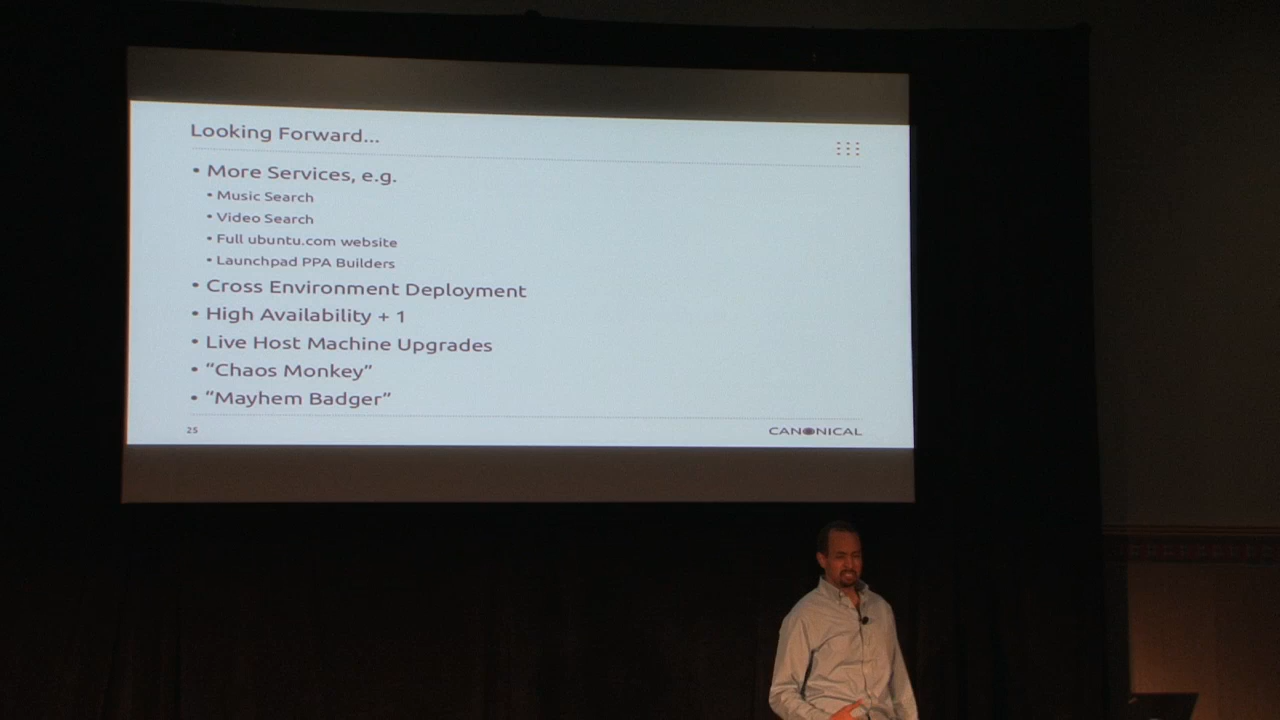 Looking Forward...
• More Services, e.g.
• Music Search
• Video Search
• Full ubuntu.com website
• Launchpad PPA Builders
• Cross Environment Deployment
• High Availability + 1
• Live Host Machine Upgrades
• “Chaos Monkey”
• “Mayhem Badger”
25
CANONICAL